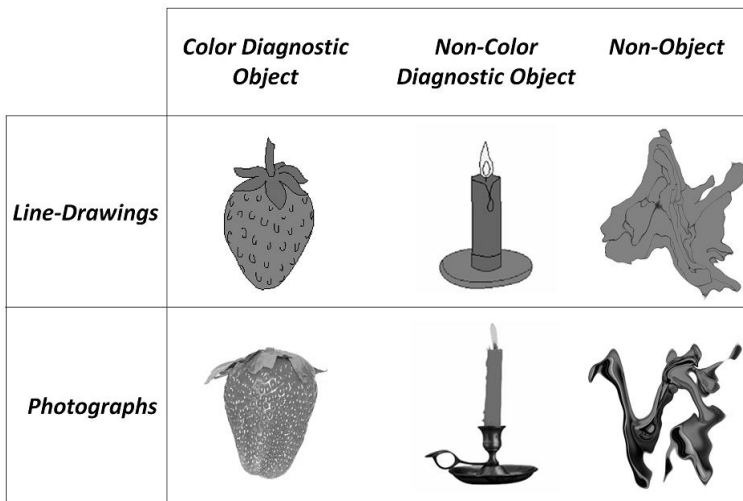 Color Diagnostic
Object
Non-Color
Diagnostic Object
Non-Object
Line-Drawings
Photographs